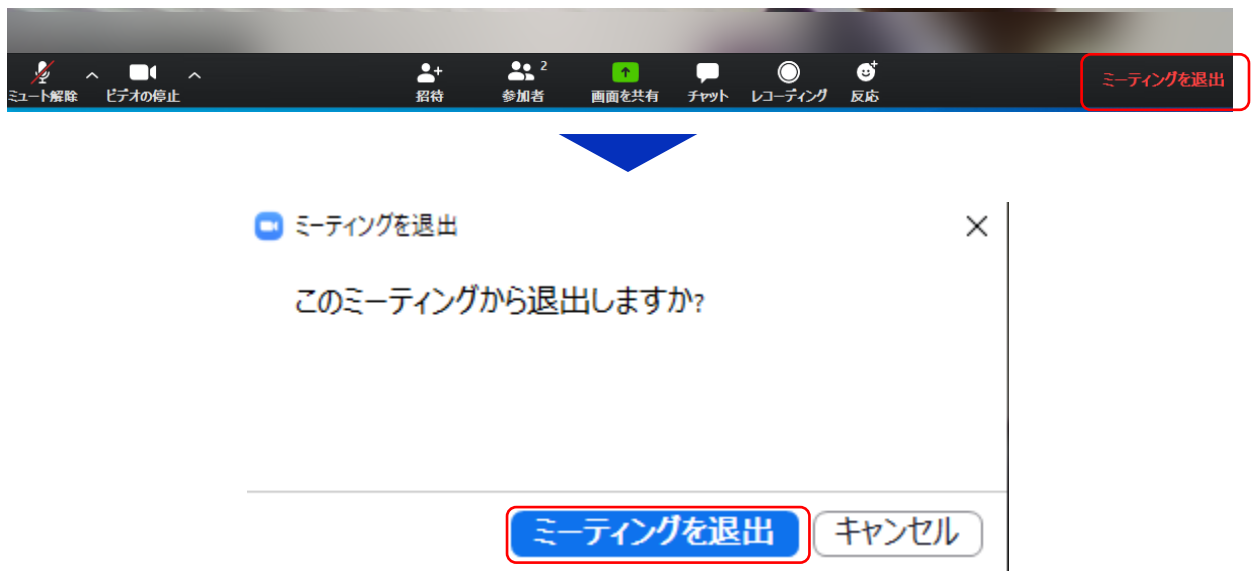 2
ミュート解除 ビデオの停止 招待 参加者 画面を共有 チャット レコーディング 反応 ミーティングを退出
ミーティングを退出
このミーティングから退出しますか?
ミーティングを退出 キャンセル